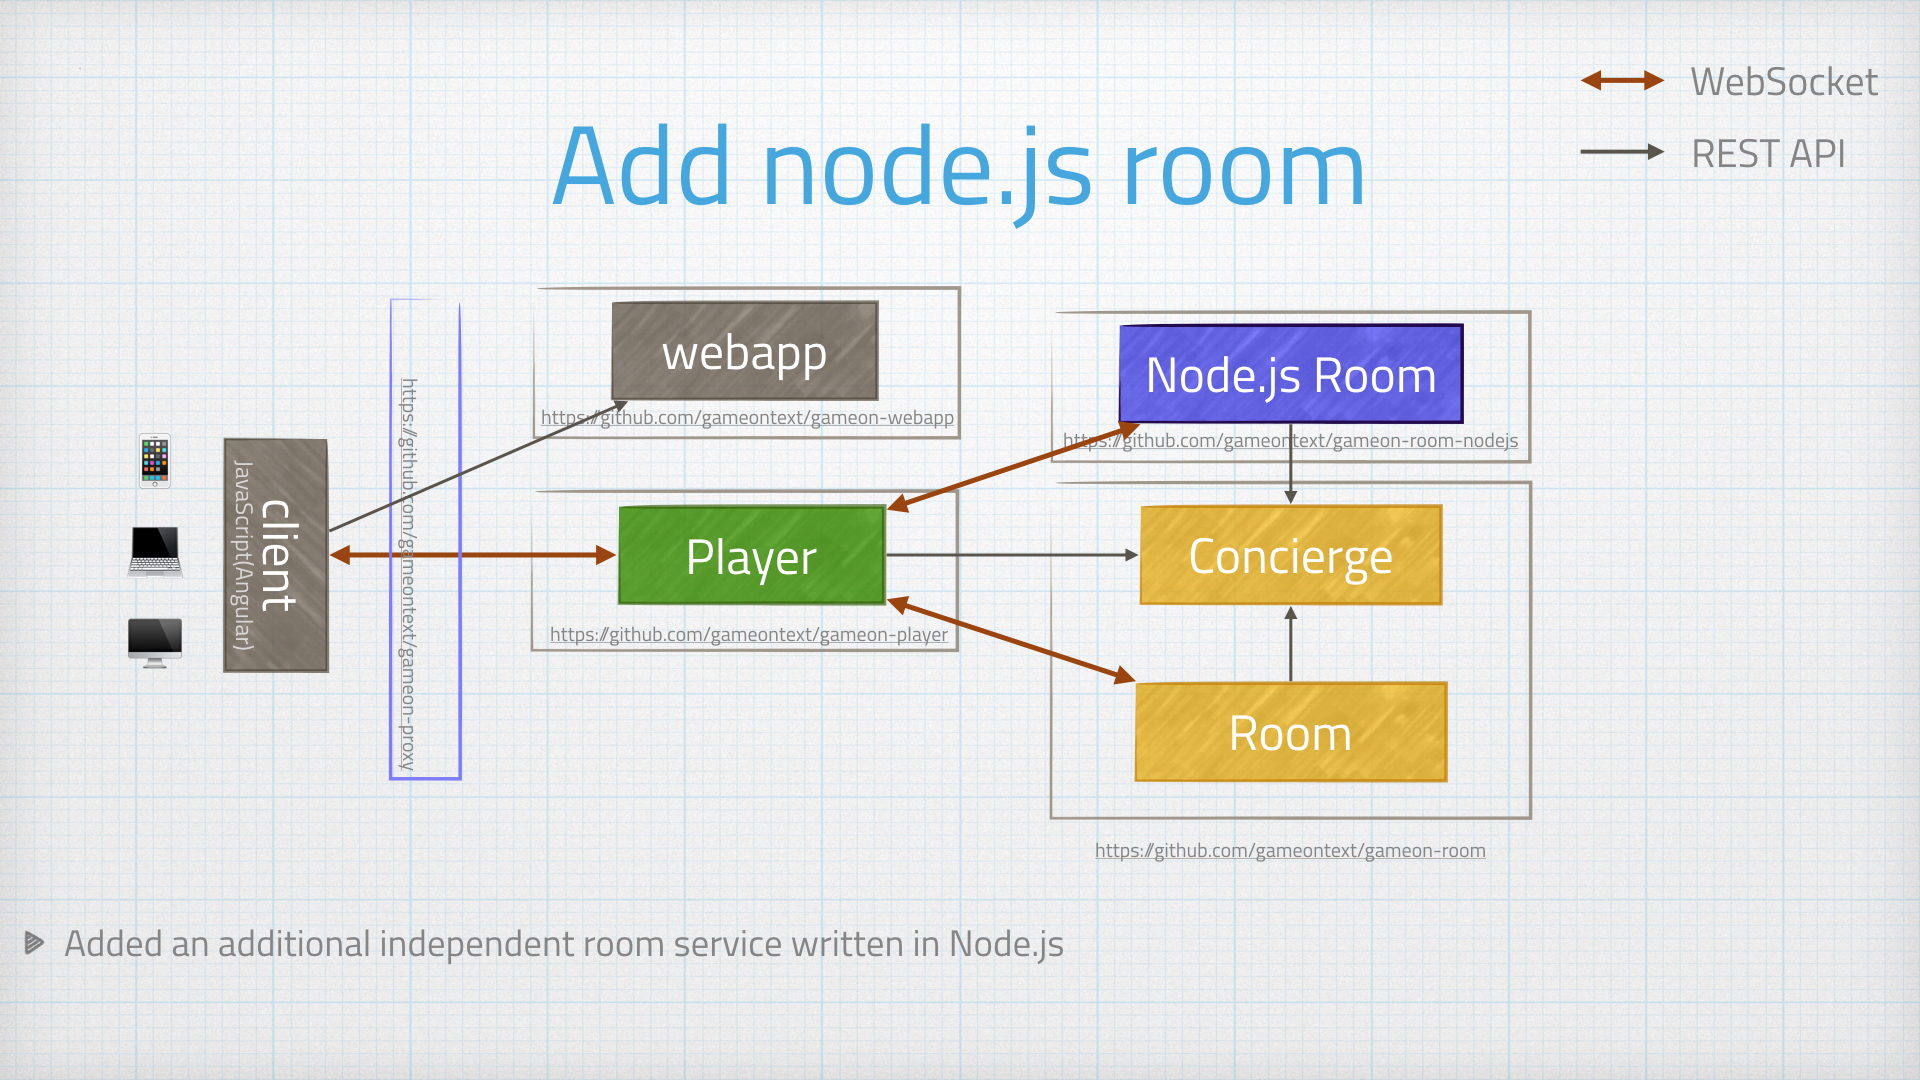 WebSocket
REST API
Add node.js room
webapp
https://github.com/gameontext/gameon-webapp
Node.js Room
https://github.com/gameontext/gameon-room-nodejs
client
JavaScript(Angular)
https://github.com/gameontext/gameon-proxy
Player
https://github.com/gameontext/gameon-player
Concierge
Room
https://github.com/gameontext/gameon-room
Added an additional independent room service written in Node.js